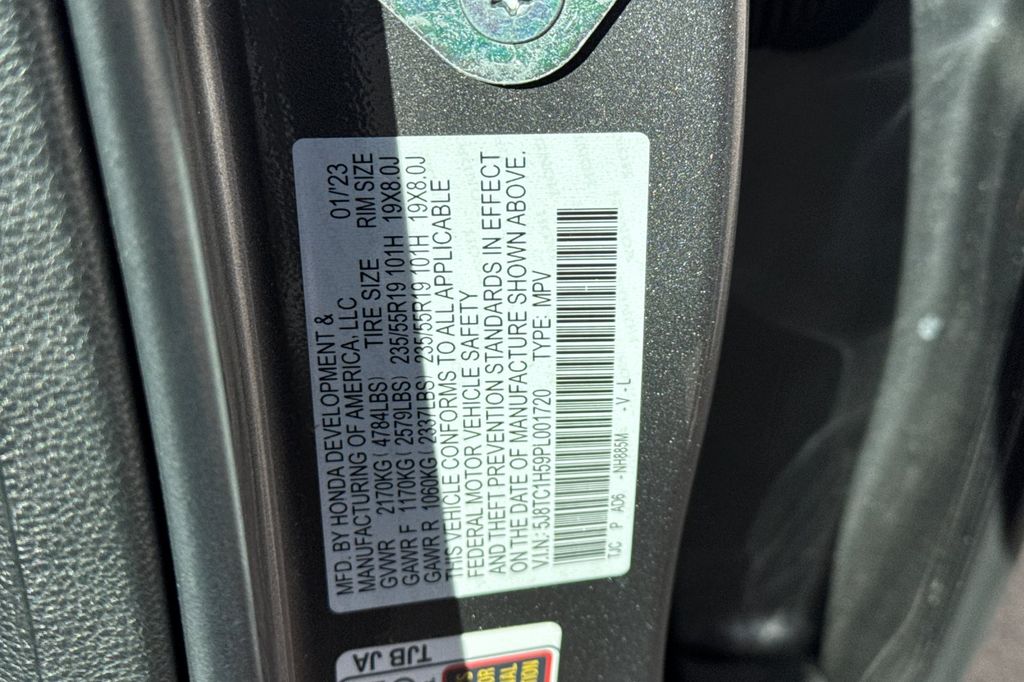 MFD. BY HONDA DEVELOPMENT &
MANUFACTURING OF AMERICA, LLC 01/'23
GVWR 2170KG ( 4784LBS) TIRE SIZE RIM SIZE
GAWR F 1170KG ( 2579LBS) 235/55R19 101H 19X8.0J
GAWR R 1060KG ( 2337LBS) 235/55R19 101H 19X8.0J
THIS VEHICLE CONFORMS TO ALL APPLICABLE
FEDERAL MOTOR VEHICLE SAFETY
AND THEFT PREVENTION STANDARDS IN EFFECT
ON THE DATE OF MANUFACTURE SHOWN ABOVE.
V.I.N.: 5J8TC1H59PL001720 TYPE: MPV
TJC P AD6 - NH885M - V - L
TJB JA